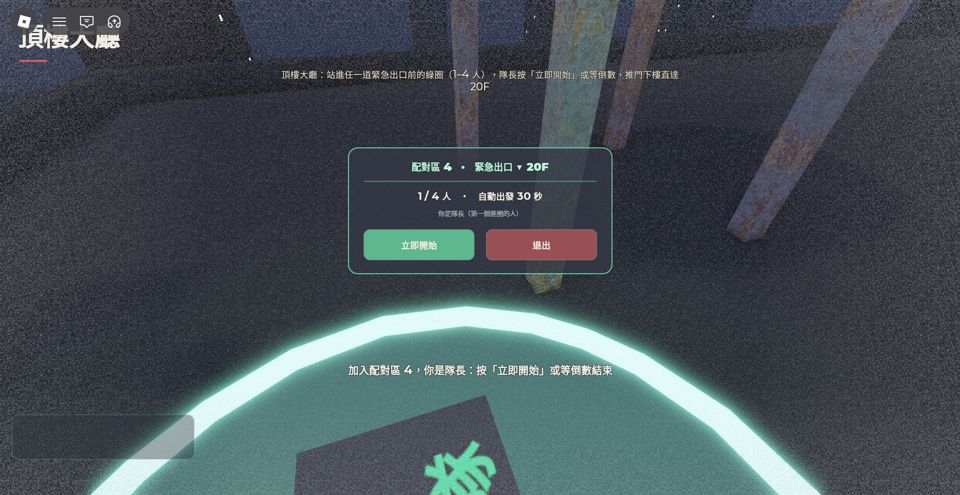 頂樓大廳
頂樓大廳：站進任一道緊急出口前的綠圈（1–4 人），隊長按「立即開始」或等倒數，推門下樓直達
20F
配對區 4 • 緊急出口 ▼ 20F
1 / 4 人 • 自動出發 30 秒
你是隊長（第一個進圈的人）
立即開始
退出
加入配對區 4，你是隊長：按「立即開始」或等倒數結束